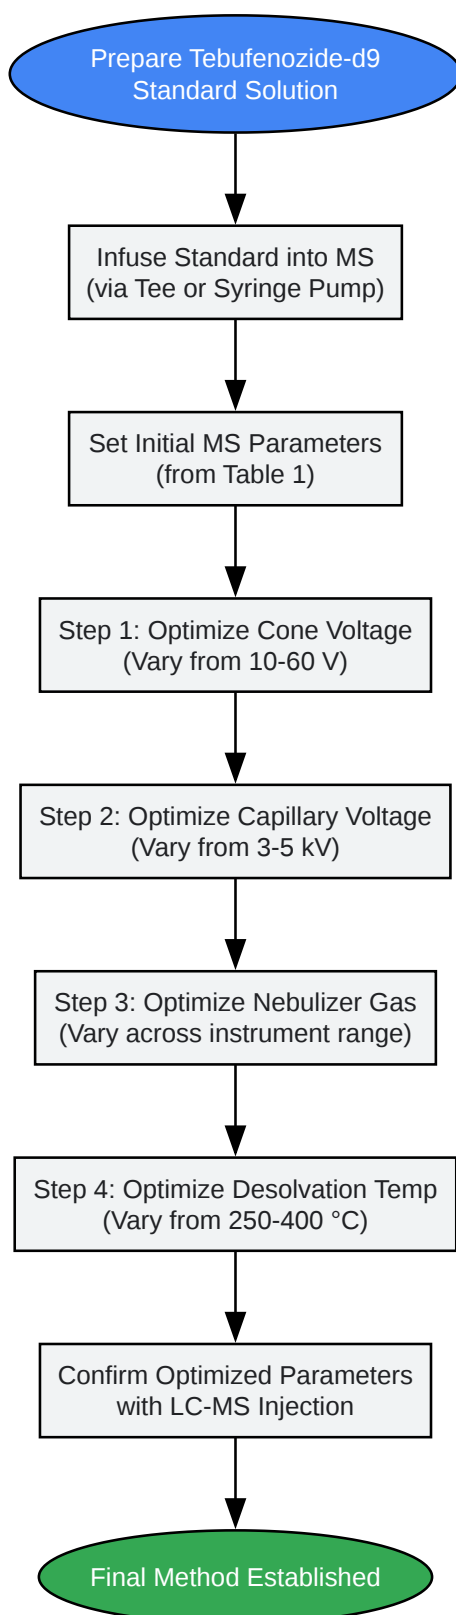 Prepare Tebufenozide-d9
Standard Solution
Infuse Standard into MS
(via Tee or Syringe Pump)
Set Initial MS Parameters
(from Table 1)
Step 1: Optimize Cone Voltage
(Vary from 10-60 V)
Step 2: Optimize Capillary Voltage
(Vary from 3-5 kV)
Step 3: Optimize Nebulizer Gas
(Vary across instrument range)
Step 4: Optimize Desolvation Temp
(Vary from 250-400 °C)
Confirm Optimized Parameters
with LC-MS Injection
Final Method Established